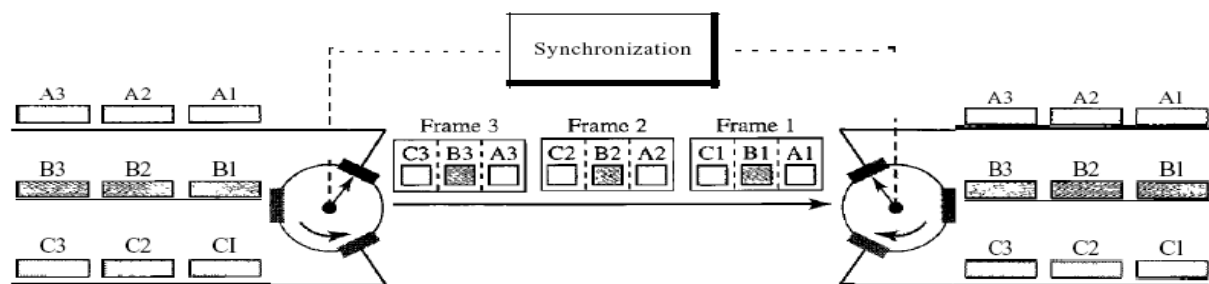 Synchronization
A3 A2 A1
A3 A2 A1
Frame 3 Frame 2 Frame 1
C3 B3 A3 C2 B2 A2 C1 B1 A1
B3 B2 B1
B3 B2 B1
C3 C2 CI
C3 C2 C1